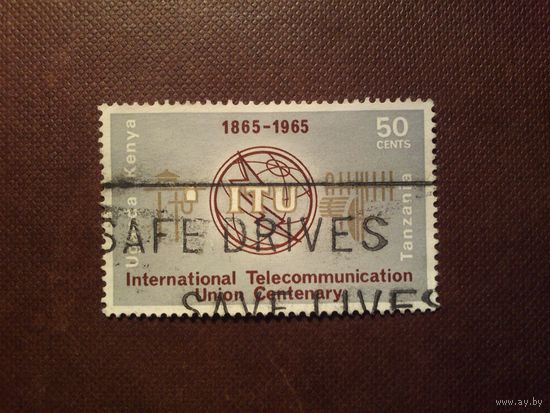 1865-1965
50
CENTS
Uganda Kenya
ITU
Tanzania
SAFE DRIVES
International Telecommunication
Union Centenary
SAVE LIVES
www.ay.by